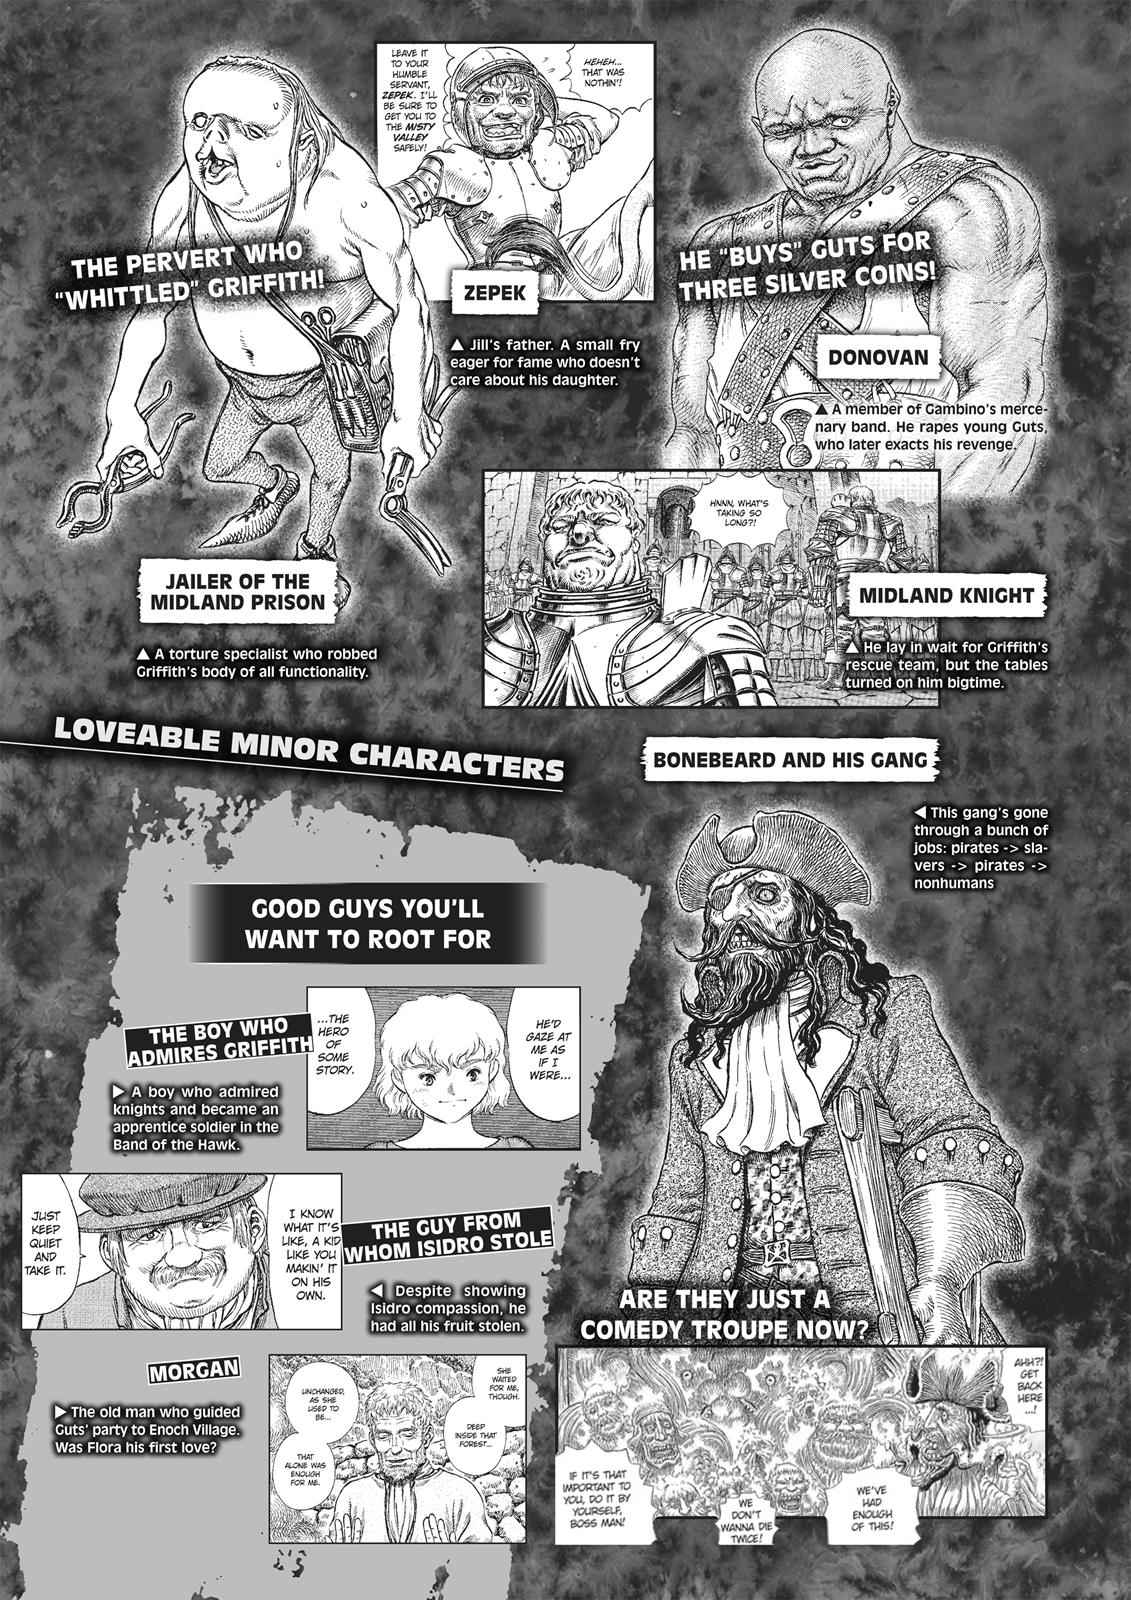 LEAVE IT
TO YOUR
HUMBLE
SERVANT,
ZEPEK. I'LL
BE SURE TO
GET YOU TO
THE MISTY
VALLEY
SAFELY!
HEHEH...
THAT WAS
NOTHIN'!
THE PERVERT WHO
"WHITTLED" GRIFFITH!
ZEPEK
▲ Jill's father. A small fry
eager for fame who doesn't
care about his daughter.
HE "BUYS" GUTS FOR
THREE SILVER COINS!
DONOVAN
▲ A member of Gambino's merce-
nary band. He rapes young Guts,
who later exacts his revenge.
JAILER OF THE
MIDLAND PRISON
▲ A torture specialist who robbed
Griffith's body of all functionality.
HNNN, WHAT'S
TAKING SO
LONG?!
MIDLAND KNIGHT
▲ He lay in wait for Griffith's
rescue team, but the tables
turned on him bigtime.
LOVEABLE MINOR CHARACTERS
BONEBEARD AND HIS GANG
◀ This gang's gone
through a bunch of
jobs: pirates -> sla-
vers -> pirates ->
nonhumans
GOOD GUYS YOU'LL
WANT TO ROOT FOR
THE BOY WHO
ADMIRES GRIFFITH
▶ A boy who admired
knights and became an
apprentice soldier in the
Band of the Hawk.
HE'D
GAZE AT
ME AS
IF I
WERE...
...THE
HERO
OF
SOME
STORY.
I KNOW
WHAT IT'S
LIKE, A KID
LIKE YOU
MAKIN' IT
ON HIS
OWN.
JUST
KEEP
QUIET
AND
TAKE IT.
THE GUY FROM
WHOM ISIDRO STOLE
◀ Despite showing
Isidro compassion, he
had all his fruit stolen.
MORGAN
▶ The old man who guided
Guts' party to Enoch Village.
Was Flora his first love?
SHE
WAITED
FOR ME,
THOUGH.
DEEP
INSIDE THAT
FOREST...
UNCHANGED,
AS SHE
USED TO
BE...
THAT
ALONE WAS
ENOUGH
FOR ME.
ARE THEY JUST A
COMEDY TROUPE NOW?
AHH?!
GET
BACK
HERE
...!
WE'VE
HAD
ENOUGH
OF THIS!
WE
DON'T
WANNA DIE
TWICE!
IF IT'S THAT
IMPORTANT TO
YOU, DO IT BY
YOURSELF,
BOSS MAN!